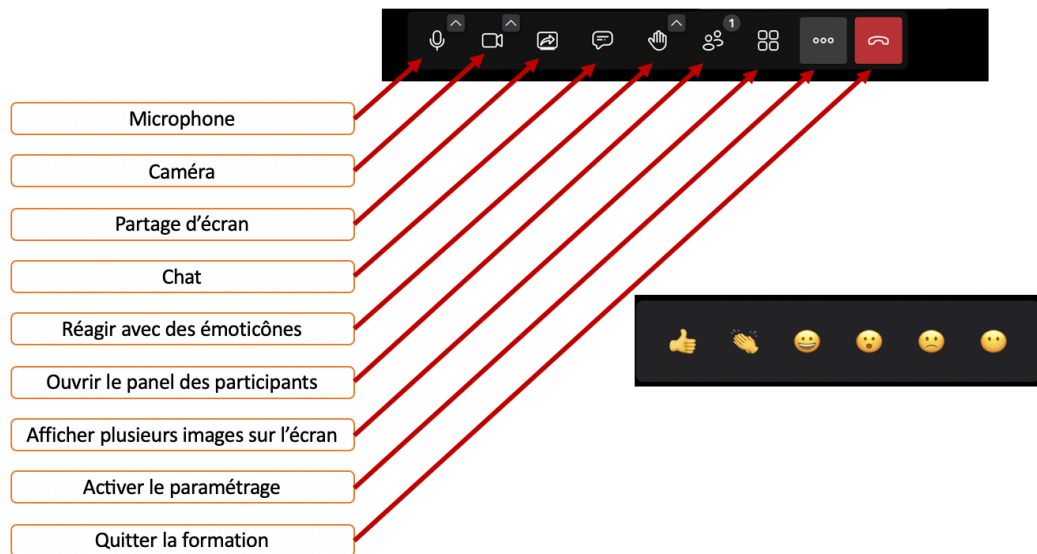 1
Microphone
Caméra
Partage d’écran
Chat
Réagir avec des émoticônes
Ouvrir le panel des participants
Afficher plusieurs images sur l’écran
Activer le paramétrage
Quitter la formation